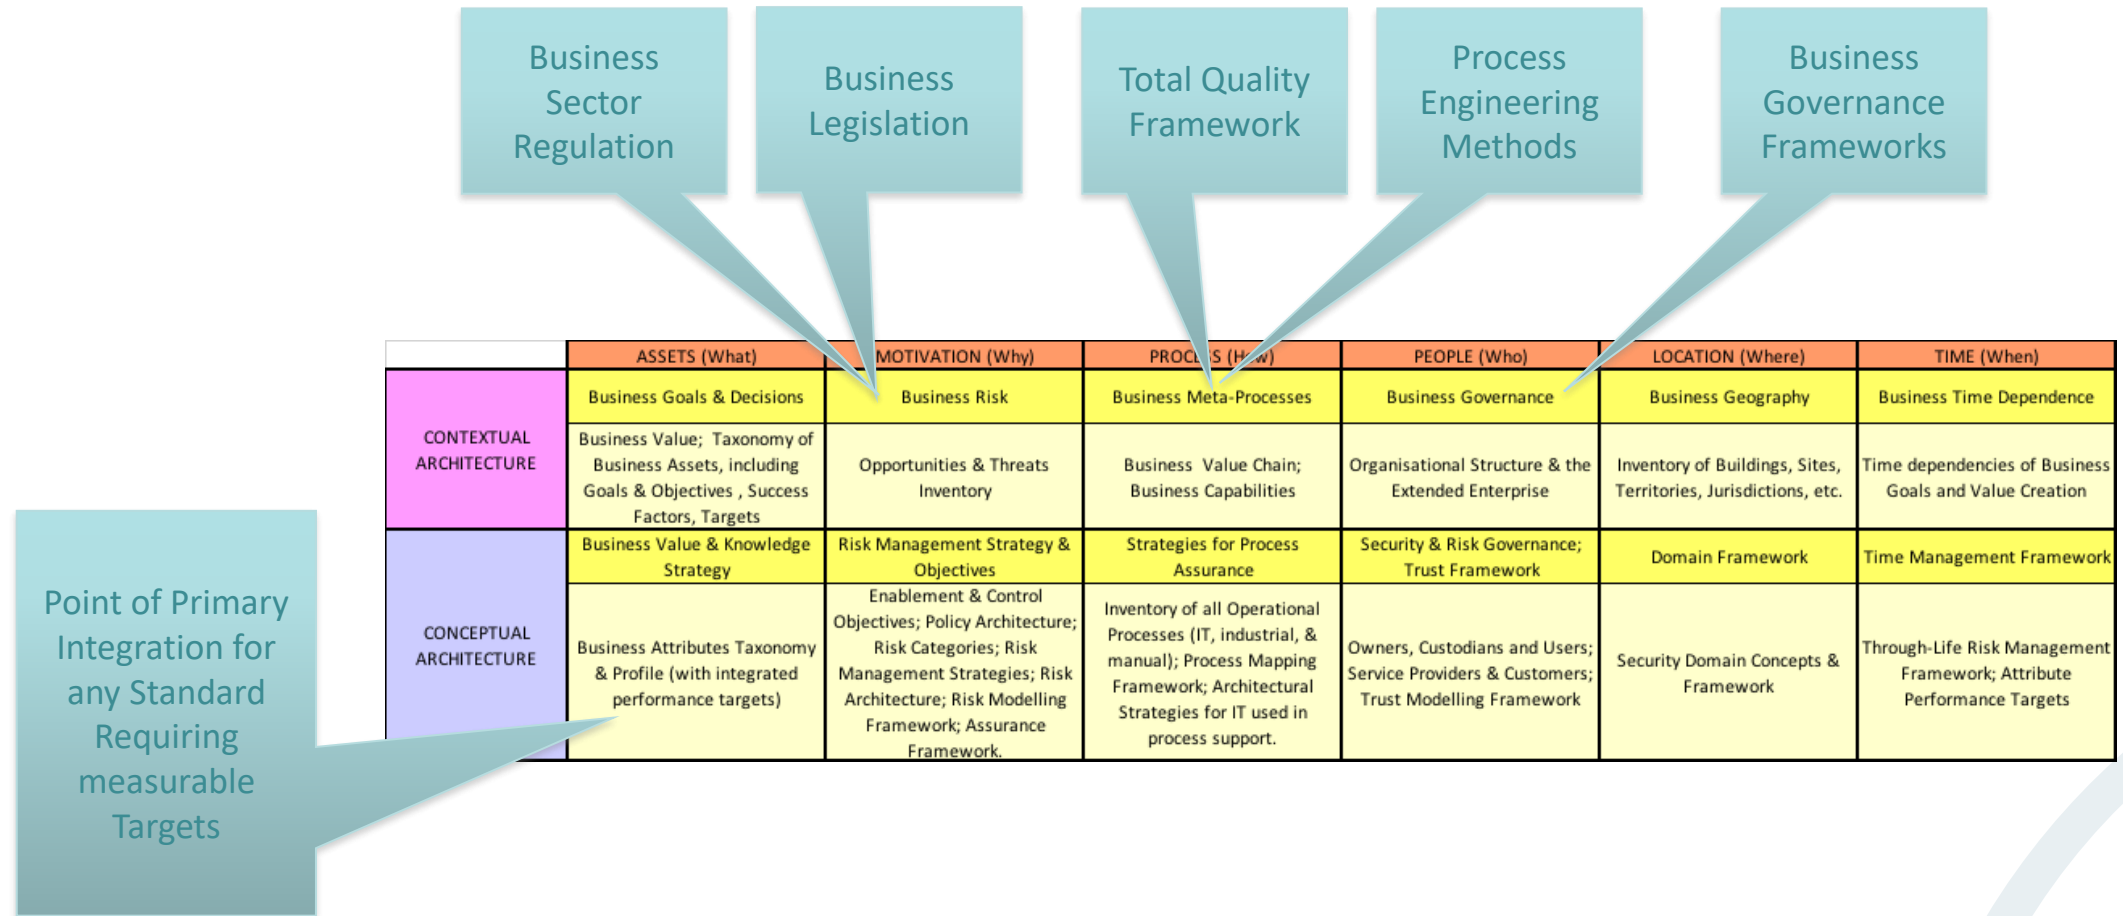 Business
Sector
Regulation
Business
Legislation
Total Quality
Framework
Process
Engineering
Methods
Business
Governance
Frameworks
ASSETS (What)
MOTIVATION (Why)
PROCESS (How)
PEOPLE (Who)
LOCATION (Where)
TIME (When)
CONTEXTUAL
ARCHITECTURE
Business Goals & Decisions
Business Risk
Business Meta-Processes
Business Governance
Business Geography
Business Time Dependence
Business Value; Taxonomy of
Business Assets, including
Goals & Objectives , Success
Factors, Targets
Opportunities & Threats
Inventory
Business Value Chain;
Business Capabilities
Organisational Structure & the
Extended Enterprise
Inventory of Buildings, Sites,
Territories, Jurisdictions, etc.
Time dependencies of Business
Goals and Value Creation
CONCEPTUAL
ARCHITECTURE
Business Value & Knowledge
Strategy
Risk Management Strategy &
Objectives
Strategies for Process
Assurance
Security & Risk Governance;
Trust Framework
Domain Framework
Time Management Framework
Business Attributes Taxonomy
& Profile (with integrated
performance targets)
Enablement & Control
Objectives; Policy Architecture;
Risk Categories; Risk
Management Strategies; Risk
Architecture; Risk Modelling
Framework; Assurance
Framework.
Inventory of all Operational
Processes (IT, industrial, &
manual); Process Mapping
Framework; Architectural
Strategies for IT used in
process support.
Owners, Custodians and Users;
Service Providers & Customers;
Trust Modelling Framework
Security Domain Concepts &
Framework
Through-Life Risk Management
Framework; Attribute
Performance Targets
Point of Primary
Integration for
any Standard
Requiring
measurable
Targets